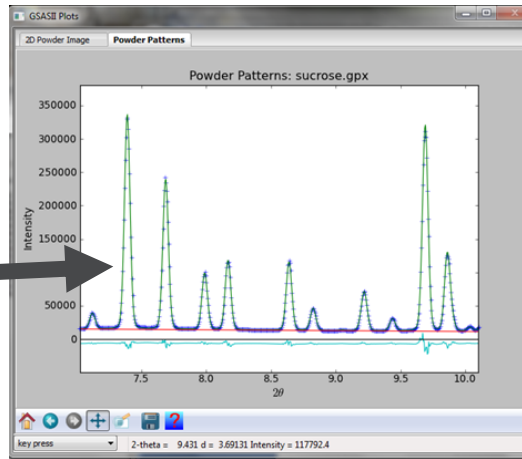 GSASII Plots
2D Powder Image Powder Patterns
Powder Patterns: sucrose.gpx
350000
300000
250000
200000
150000
100000
50000
0
Intensity
7.5 8.0 8.5 9.0 9.5 10.0
2θ
?
key press 2-theta = 9.431 d = 3.69131 Intensity = 117792.4